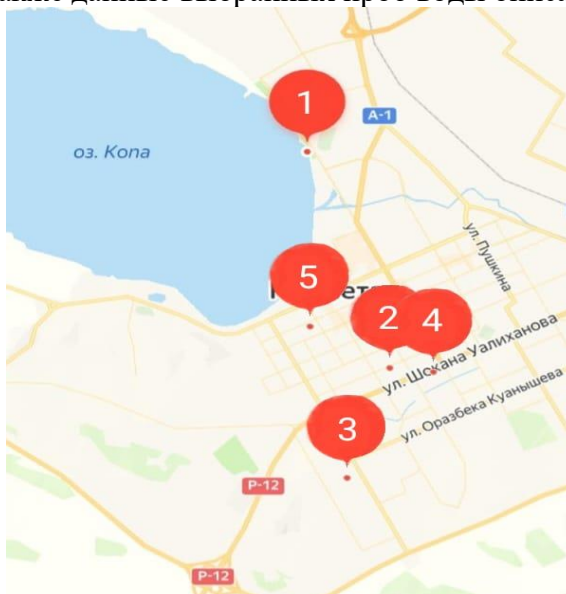 1
А-1
оз. Копа
ул. Пушкина
5
2
4
ул. Шокана Уалиханова
ул. Оразбека Куанышева
3
Р-12
Р-12